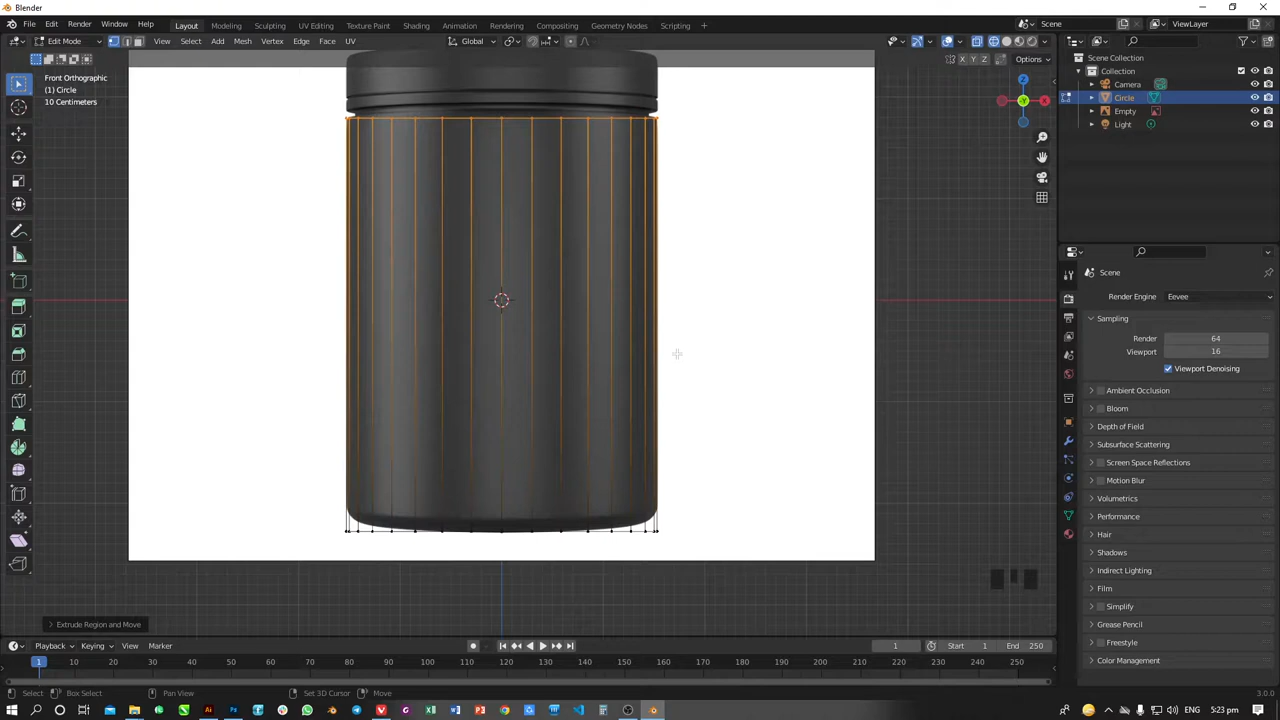 Blender
File Edit Render Window Help Layout Modeling Sculpting UV Editing Texture Paint Shading Animation Rendering Compositing Geometry Nodes Scripting + Scene ViewLayer
Edit Mode View Select Add Mesh Vertex Edge Face UV Global
X Y Z Options
Front Orthographic
(1) Circle
10 Centimeters
Z
Y
X
Scene Collection
Collection
Camera
Circle
Empty
Light
Scene
Render Engine Eevee
Sampling
Render 64
Viewport 16
Viewport Denoising
Ambient Occlusion
Bloom
Depth of Field
Subsurface Scattering
Screen Space Reflections
Motion Blur
Volumetrics
Performance
Hair
Shadows
Indirect Lighting
Film
Simplify
Grease Pencil
Freestyle
Color Management
Extrude Region and Move
Playback Keying View Marker 1 Start 1 End 250
1 10 20 30 40 50 60 70 80 90 100 110 120 130 140 150 160 170 180 190 200 210 220 230 240 250
Select Box Select Pan View Set 3D Cursor Move 3.0.0
5:23 pm